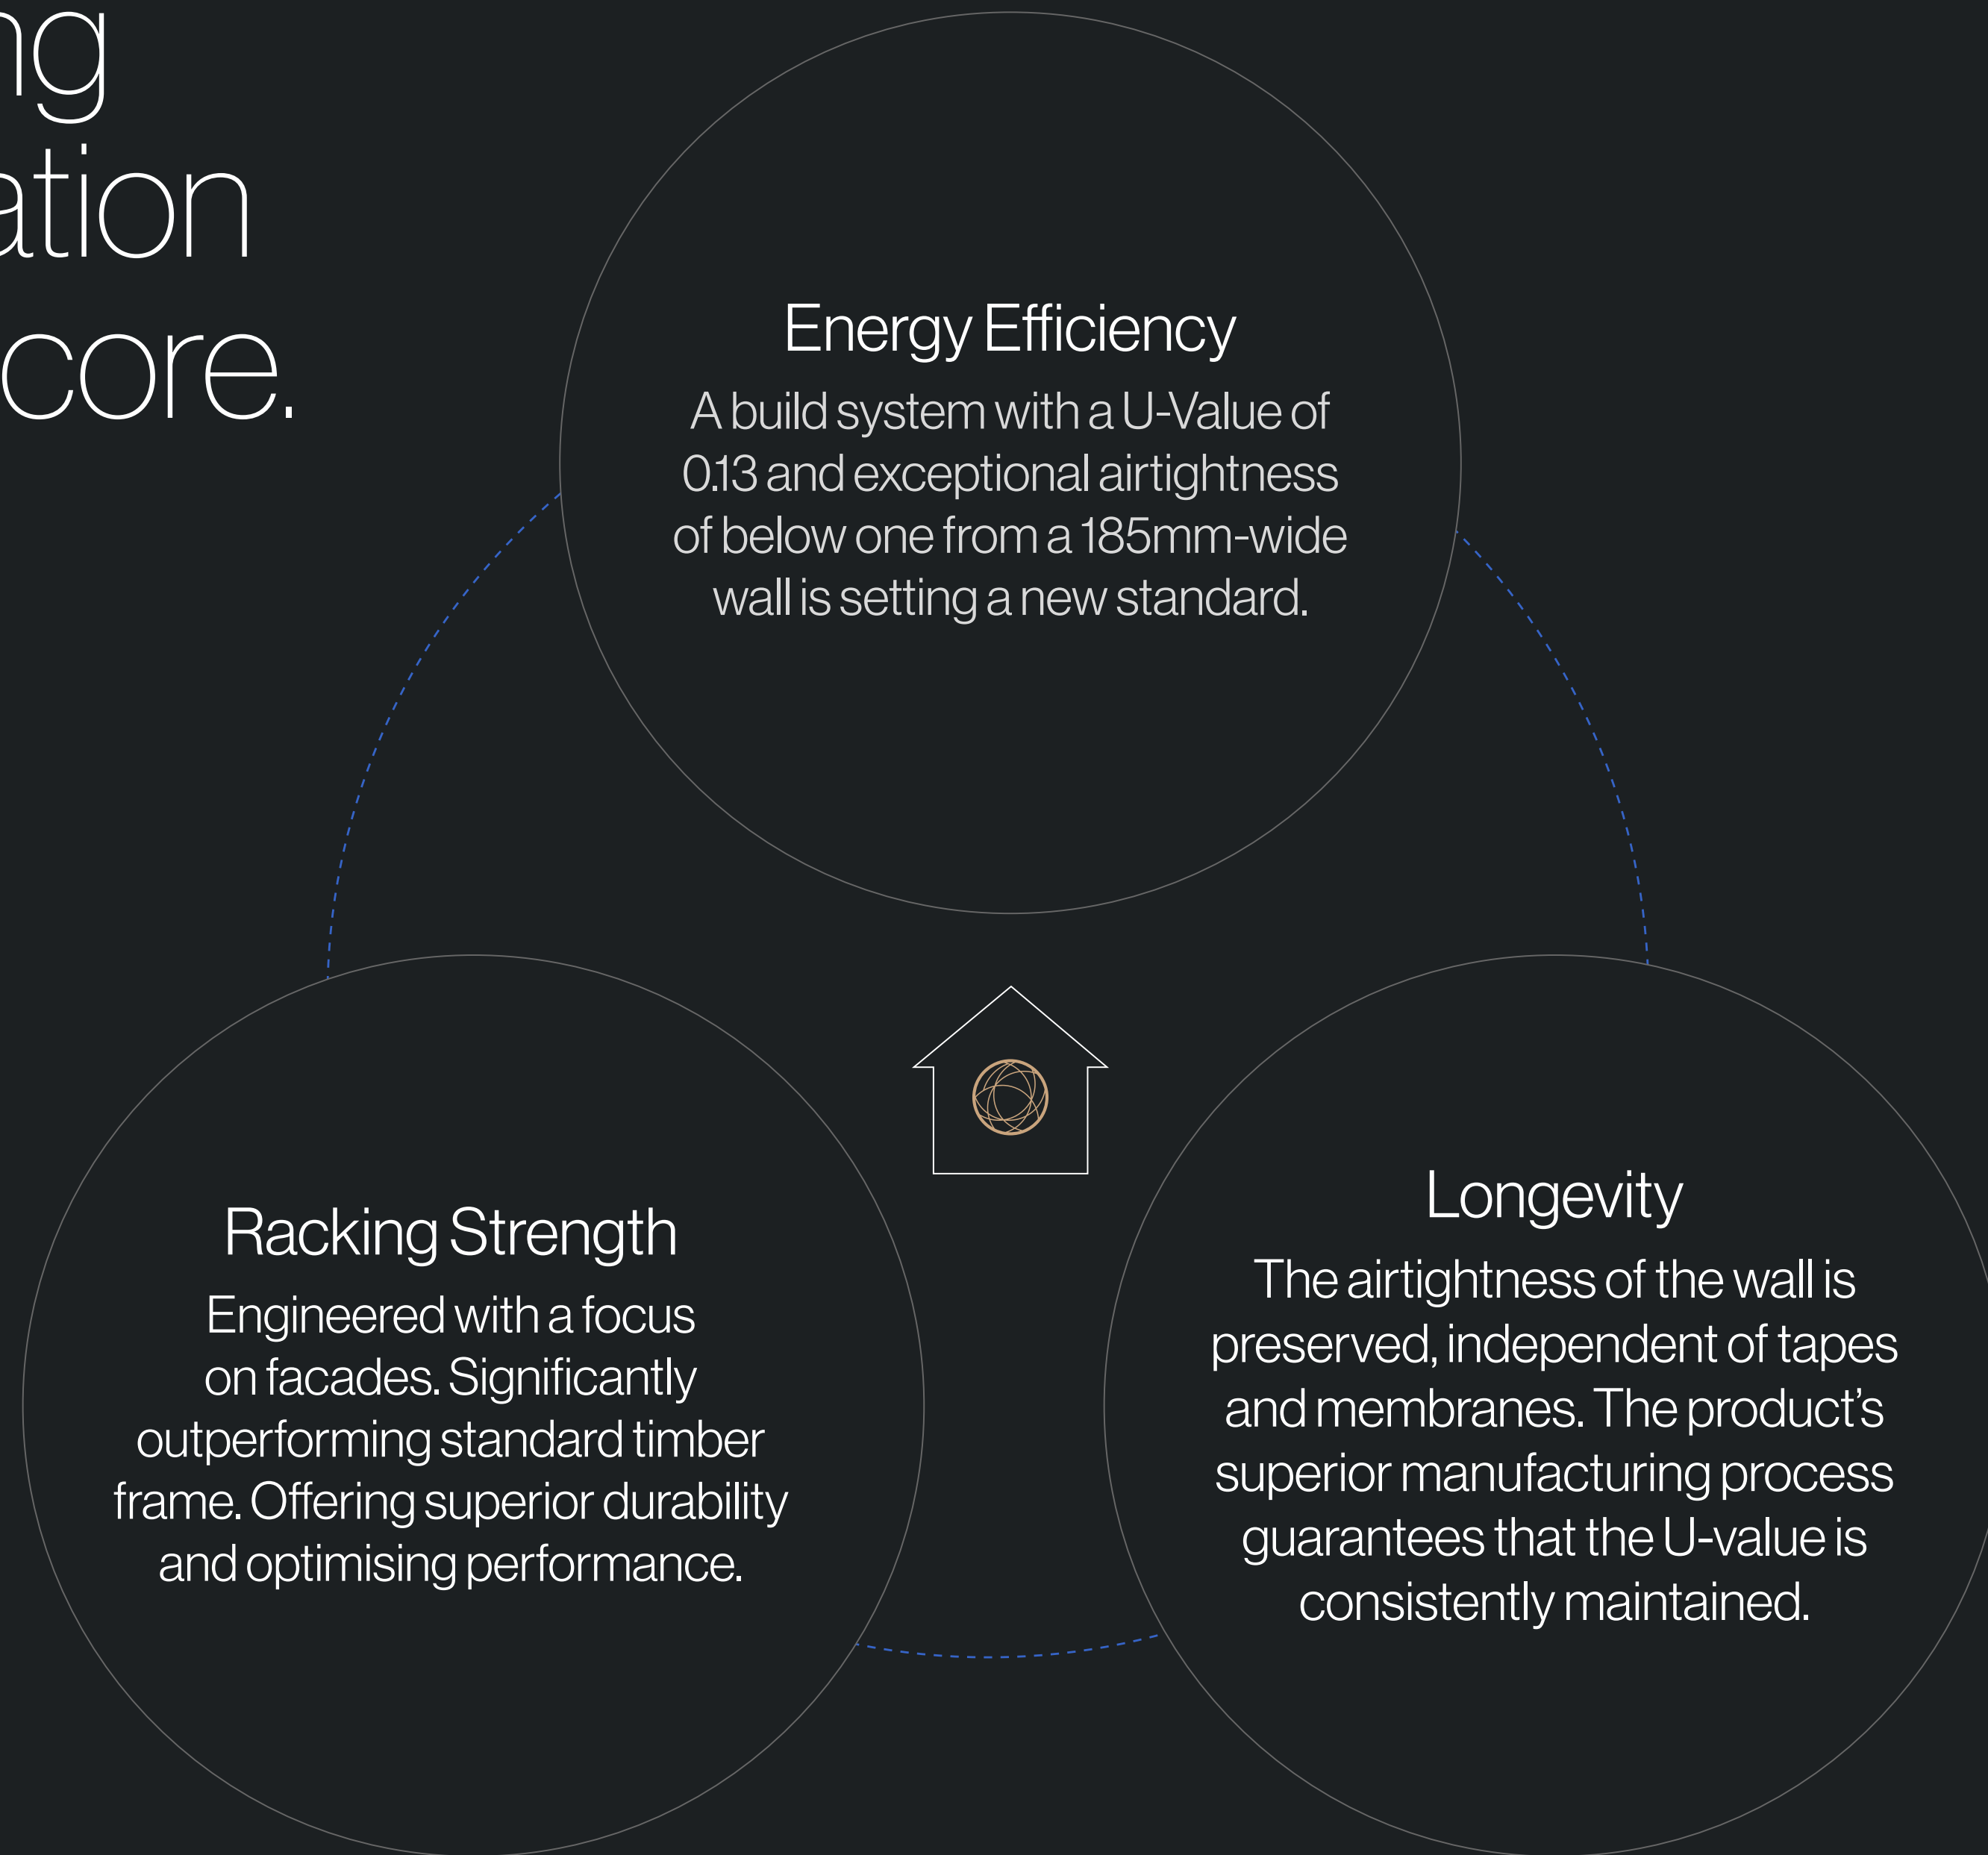 core.
Energy Efficiency
A build system with a U-Value of
0.13 and exceptional airtightness
of below one from a 185mm-wide
wall is setting a new standard.
Racking Strength
Engineered with a focus
on facades. Significantly
outperforming standard timber
frame. Offering superior durability
and optimising performance.
Longevity
The airtightness of the wall is
preserved, independent of tapes
and membranes. The product's
superior manufacturing process
guarantees that the U-value is
consistently maintained.